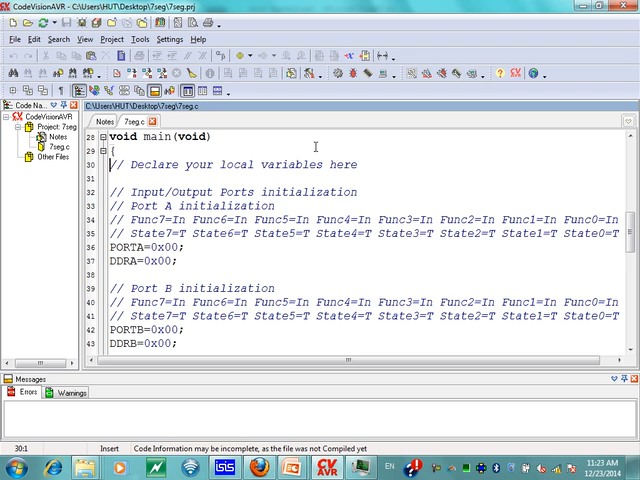 CodeVisionAVR - C:\Users\HUT\Desktop\7seg\7seg.prj
File Edit Search View Project Tools Settings Help
Code Na...
C:\Users\HUT\Desktop\7seg\7seg.c
CodeVisionAVR
Project: 7seg
Notes
7seg.c
Other Files
Notes 7seg.c
28 void main(void)
29 {
30 // Declare your local variables here
31
32 // Input/Output Ports initialization
33 // Port A initialization
34 // Func7=In Func6=In Func5=In Func4=In Func3=In Func2=In Func1=In Func0=In
35 // State7=T State6=T State5=T State4=T State3=T State2=T State1=T State0=T
36 PORTA=0x00;
37 DDRA=0x00;
38
39 // Port B initialization
40 // Func7=In Func6=In Func5=In Func4=In Func3=In Func2=In Func1=In Func0=In
41 // State7=T State6=T State5=T State4=T State3=T State2=T State1=T State0=T
42 PORTB=0x00;
43 DDRB=0x00;
Messages
Errors Warnings
30:1 Insert Code Information may be incomplete, as the file was not Compiled yet
ISIS
CV
AVR
EN
11:23 AM
12/23/2014